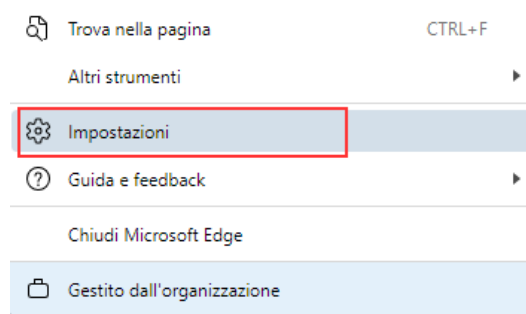 Trova nella pagina CTRL+F
Altri strumenti
Impostazioni
Guida e feedback
Chiudi Microsoft Edge
Gestito dall'organizzazione